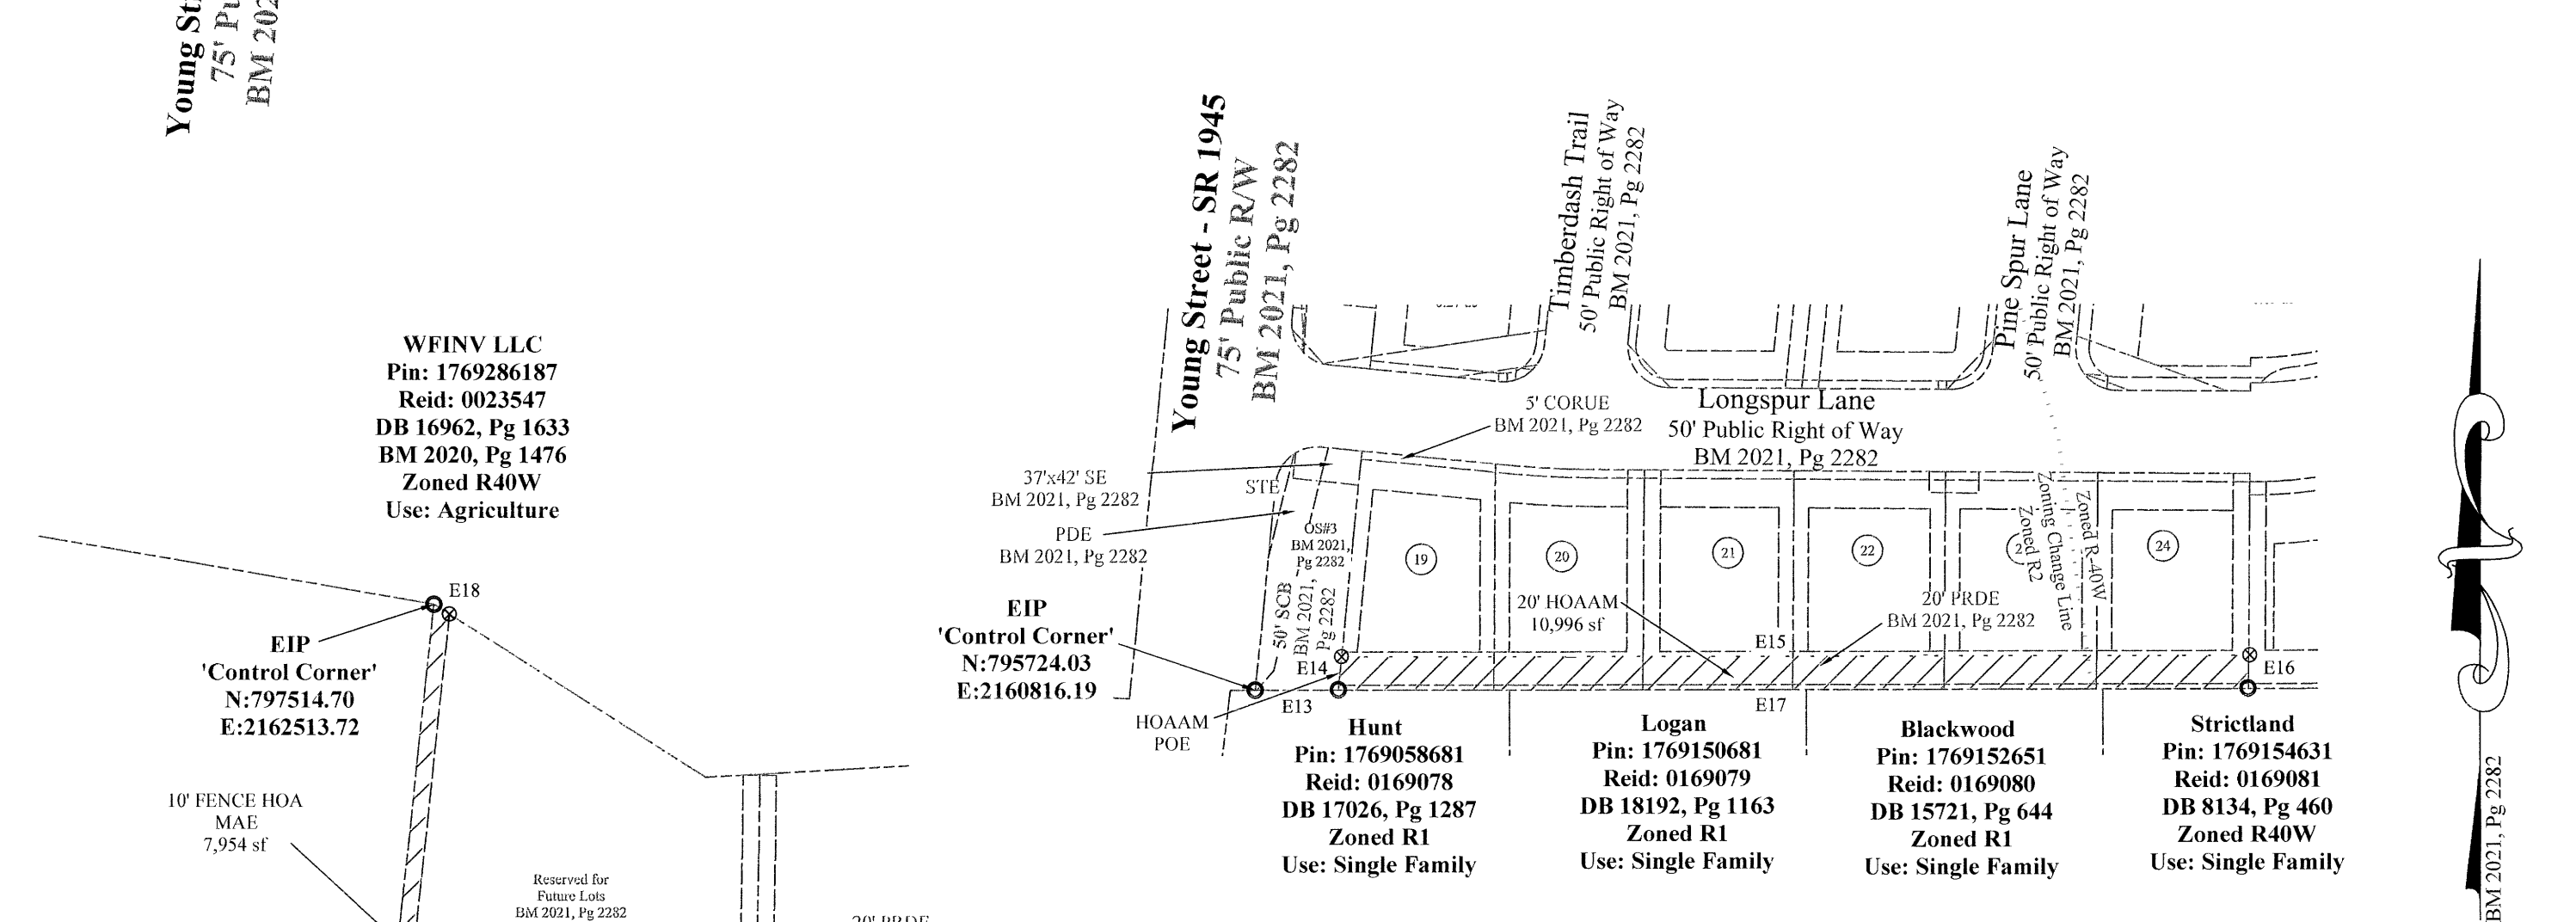 Young St
75' Pu
BM 202
WFINV LLC
Pin: 1769286187
Reid: 0023547
DB 16962, Pg 1633
BM 2020, Pg 1476
Zoned R40W
Use: Agriculture
E18
EIP
'Control Corner'
N:797514.70
E:2162513.72
10' FENCE HOA
MAE
7,954 sf
Reserved for
Future Lots
BM 2021, Pg 2282
20' PRDE
Young Street - SR 1945
75' Public R/W
BM 2021, Pg 2282
Timberdash Trail
50' Public Right of Way
BM 2021, Pg 2282
Pine Spur Lane
50' Public Right of Way
BM 2021, Pg 2282
5' CORUE
BM 2021, Pg 2282
Longspur Lane
50' Public Right of Way
BM 2021, Pg 2282
37'x42' SE
BM 2021, Pg 2282
STE
PDE
BM 2021, Pg 2282
OS#3
BM 2021,
Pg 2282
50' SCB
BM 2021,
Pg 2282
19
20
21
22
24
Zoned R2
Zoning Change Line
Zoned R-40W
EIP
'Control Corner'
N:795724.03
E:2160816.19
20' HOAAM
10,996 sf
20' PRDE
BM 2021, Pg 2282
E14
E15
E16
E13
E17
HOAAM
POE
Hunt
Pin: 1769058681
Reid: 0169078
DB 17026, Pg 1287
Zoned R1
Use: Single Family
Logan
Pin: 1769150681
Reid: 0169079
DB 18192, Pg 1163
Zoned R1
Use: Single Family
Blackwood
Pin: 1769152651
Reid: 0169080
DB 15721, Pg 644
Zoned R1
Use: Single Family
Strictland
Pin: 1769154631
Reid: 0169081
DB 8134, Pg 460
Zoned R40W
Use: Single Family
BM 2021, Pg 2282